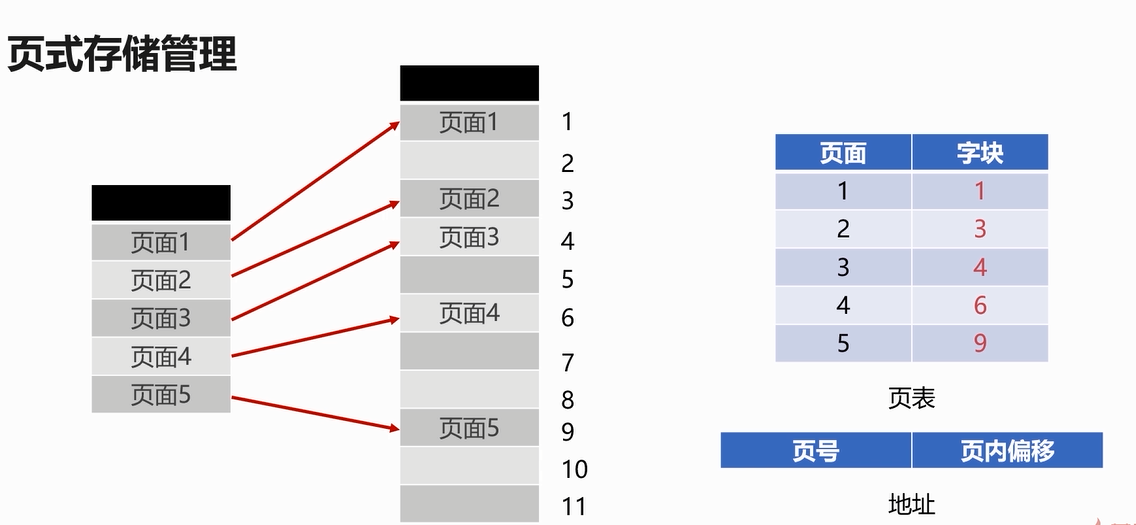 页式存储管理
页面1
页面2
页面3
页面4
页面5
页面1 1
2
页面2 3
页面3 4
5
页面4 6
7
8
页面5 9
10
11
页面 字块
1 1
2 3
3 4
4 6
5 9
页表
页号 页内偏移
地址